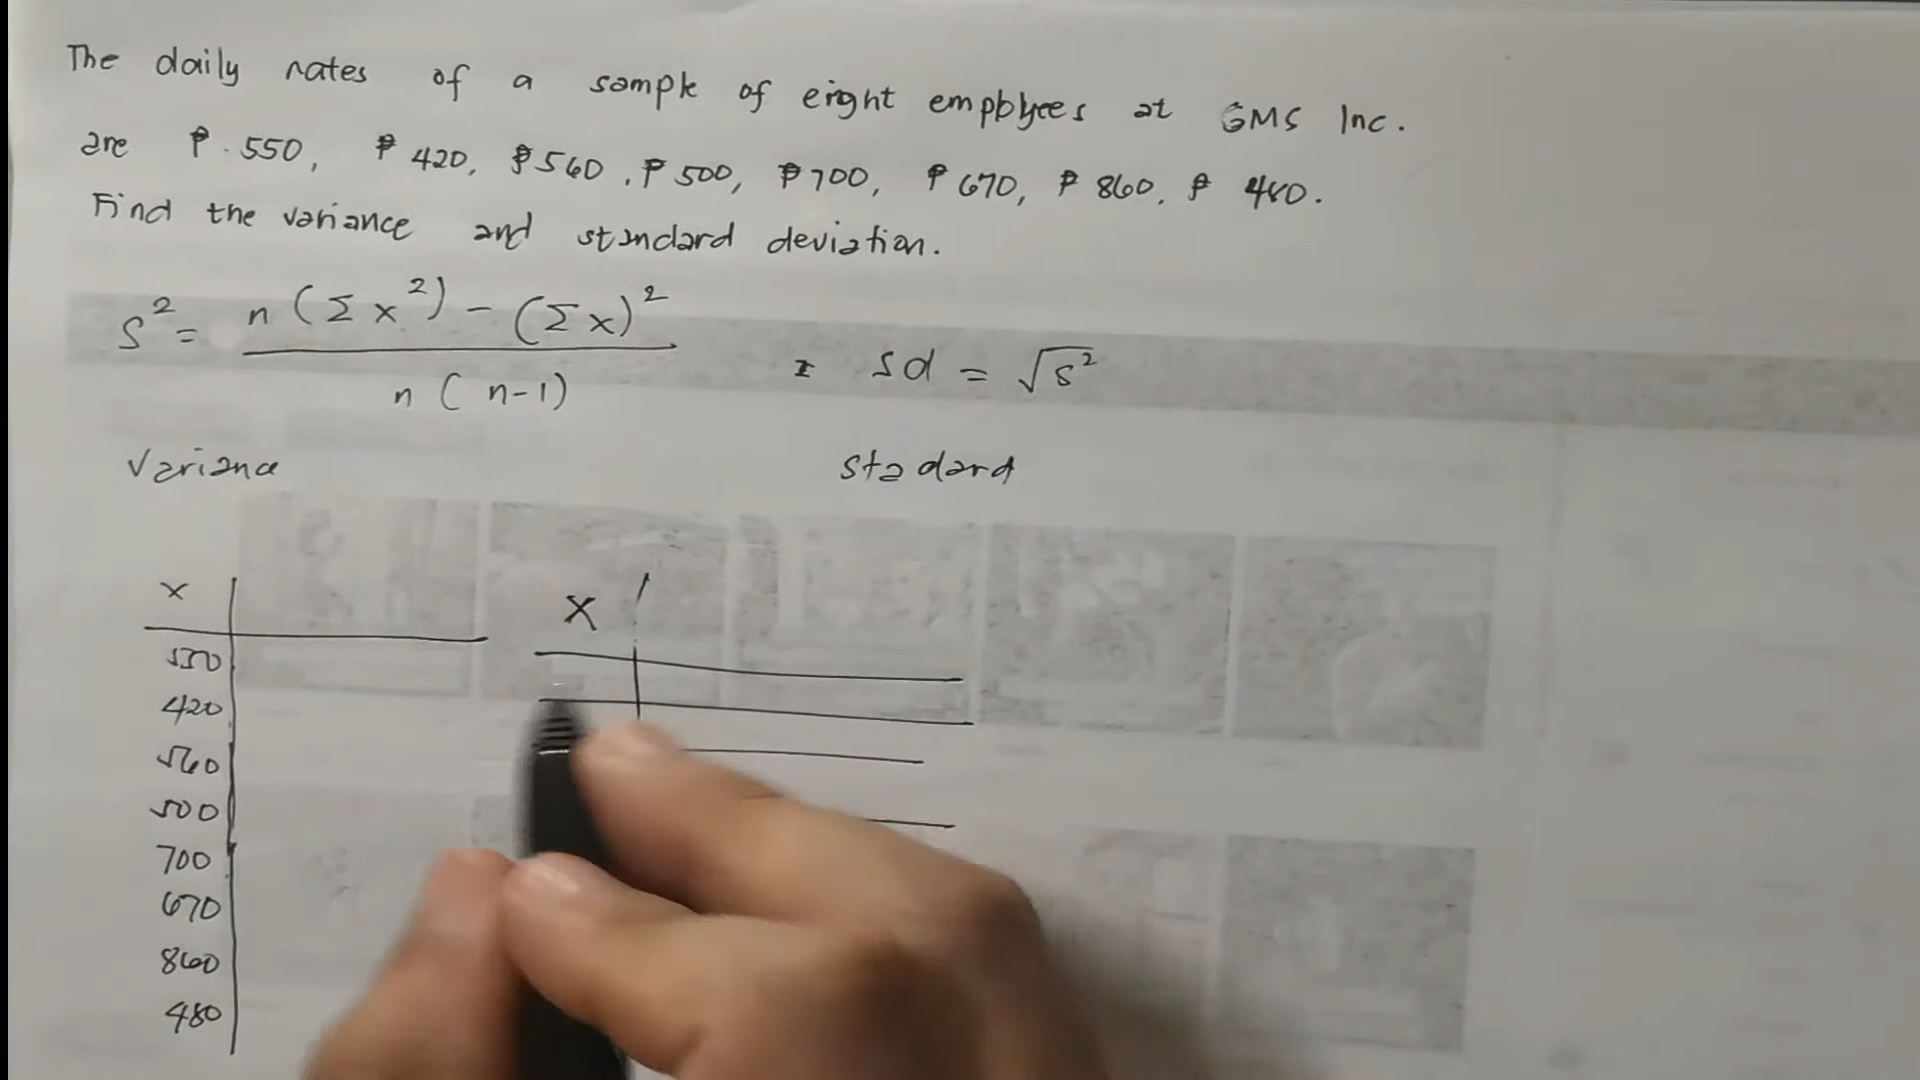 The daily rates of a sample of eight employees at GMS Inc.
are ₱ 550, ₱ 420, ₱ 560, ₱ 500, ₱ 700, ₱ 670, ₱ 860, ₱ 480.
Find the variance and standard deviation.
s² = n(Σx²) - (Σx)² / n(n-1)
sd = √s²
Variance
stadard
x
x
550
420
560
500
700
670
860
480